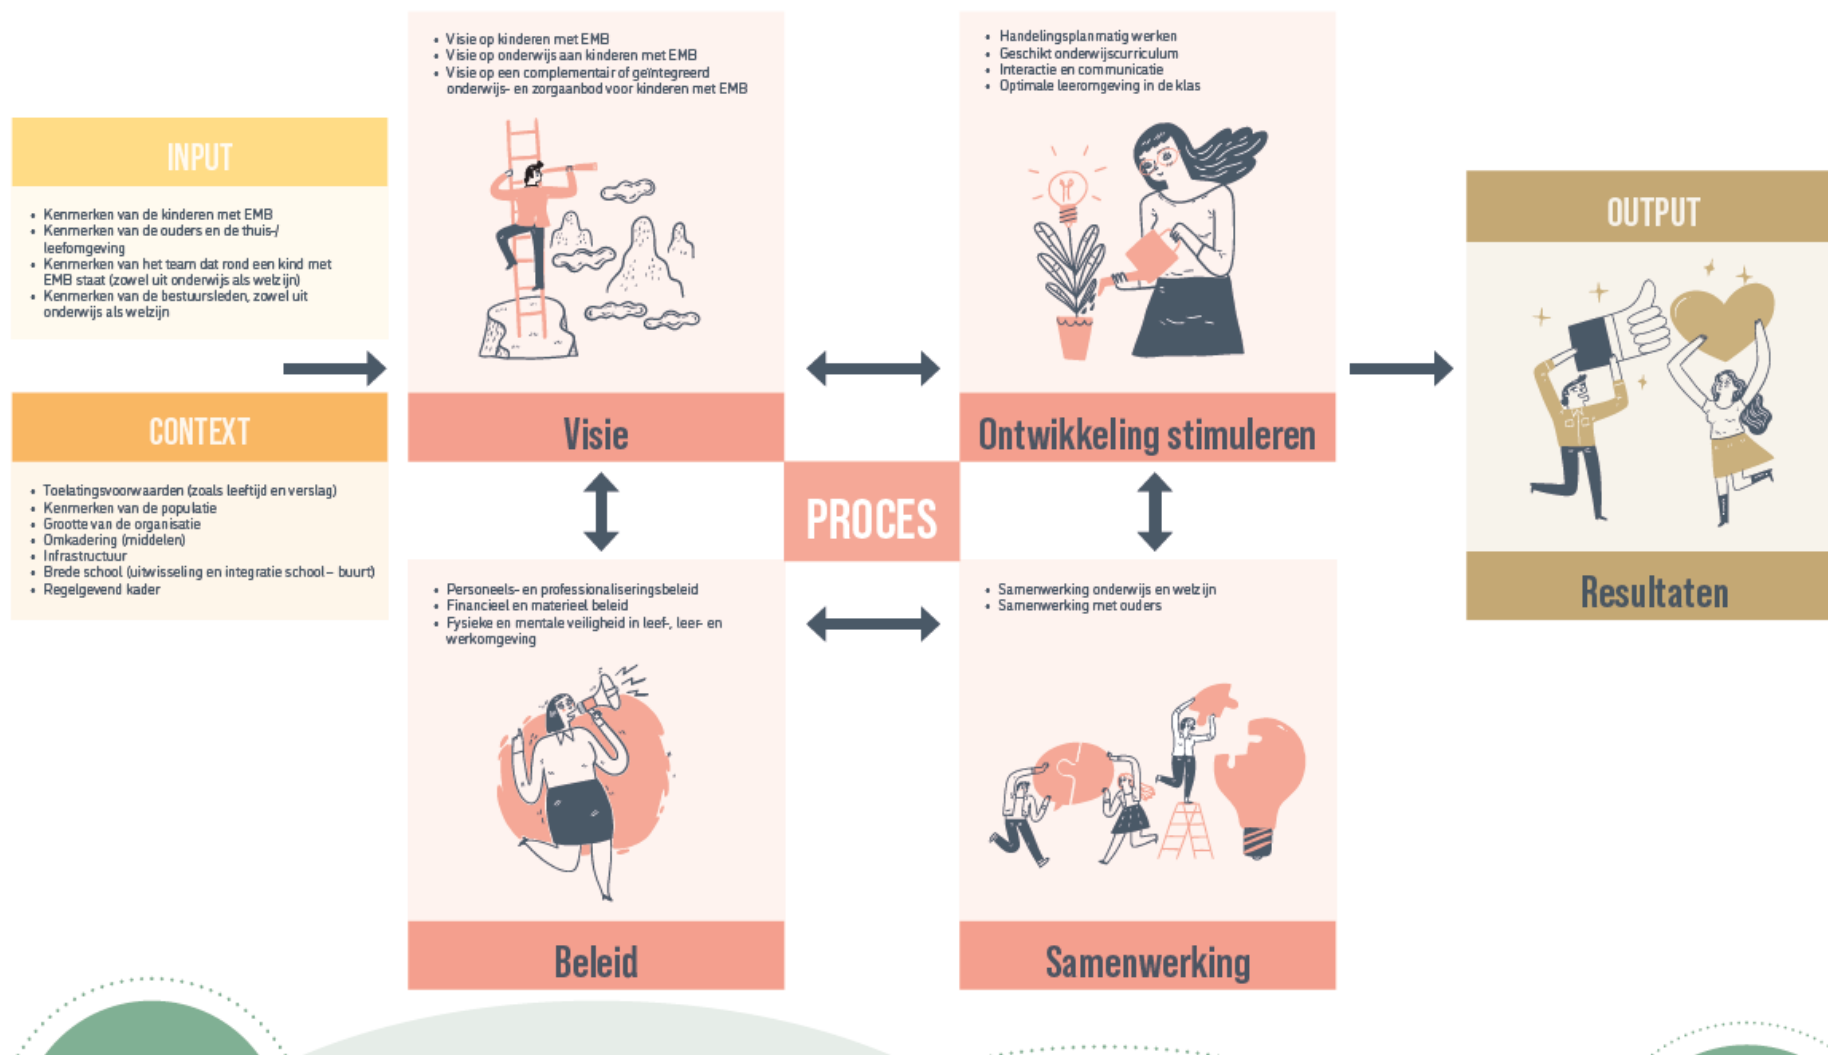 INPUT
• Kenmerken van de kinderen met EMB
• Kenmerken van de ouders en de thuis-/
leefomgeving
• Kenmerken van het team dat rond een kind met
EMB staat (zowel uit onderwijs als welzijn)
• Kenmerken van de bestuursleden, zowel uit
onderwijs als welzijn
CONTEXT
• Toelatingsvoorwaarden (zoals leeftijd en verslag)
• Kenmerken van de populatie
• Grootte van de organisatie
• Omkadering (middelen)
• Infrastructuur
• Brede school (uitwisseling en integratie school – buurt)
• Regelgevend kader
• Visie op kinderen met EMB
• Visie op onderwijs aan kinderen met EMB
• Visie op een complementair of geïntegreerd
onderwijs- en zorgaanbod voor kinderen met EMB
Visie
• Handelingsplanmatig werken
• Geschikt onderwijscurriculum
• Interactie en communicatie
• Optimale leeromgeving in de klas
Ontwikkeling stimuleren
PROCES
• Personeels- en professionaliseringsbeleid
• Financieel en materieel beleid
• Fysieke en mentale veiligheid in leef-, leer- en
werkomgeving
Beleid
• Samenwerking onderwijs en welzijn
• Samenwerking met ouders
Samenwerking
OUTPUT
Resultaten